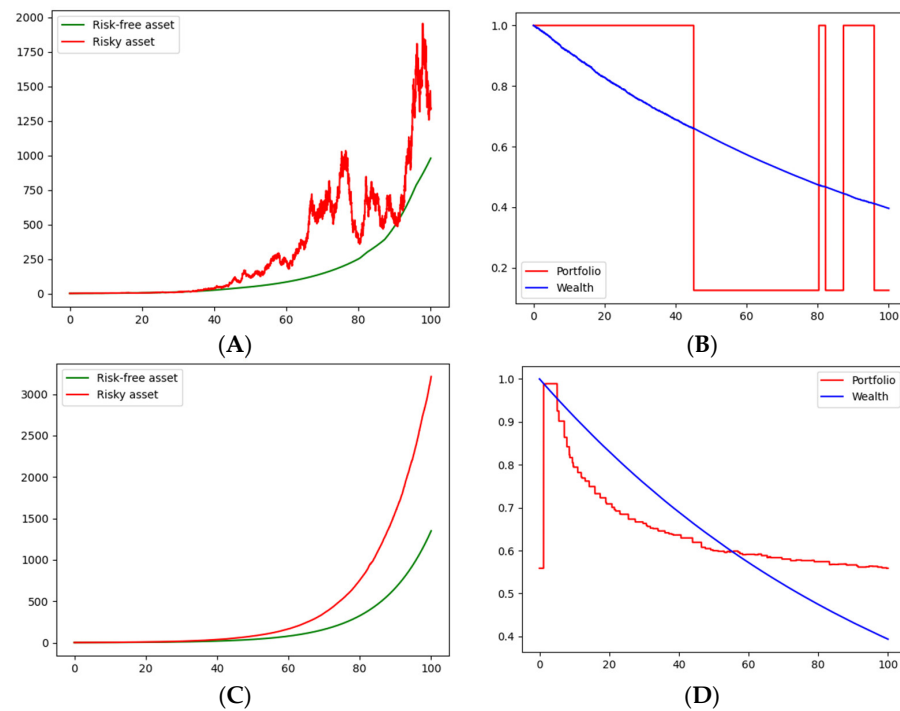 Risk-free asset
Risky asset
2000
1750
1500
1250
1000
750
500
250
0
0 20 40 60 80 100
(A)
1.0
0.8
0.6
0.4
0.2
Portfolio
Wealth
0 20 40 60 80 100
(B)
Risk-free asset
Risky asset
3000
2500
2000
1500
1000
500
0
0 20 40 60 80 100
(C)
Portfolio
Wealth
1.0
0.9
0.8
0.7
0.6
0.5
0.4
0 20 40 60 80 100
(D)